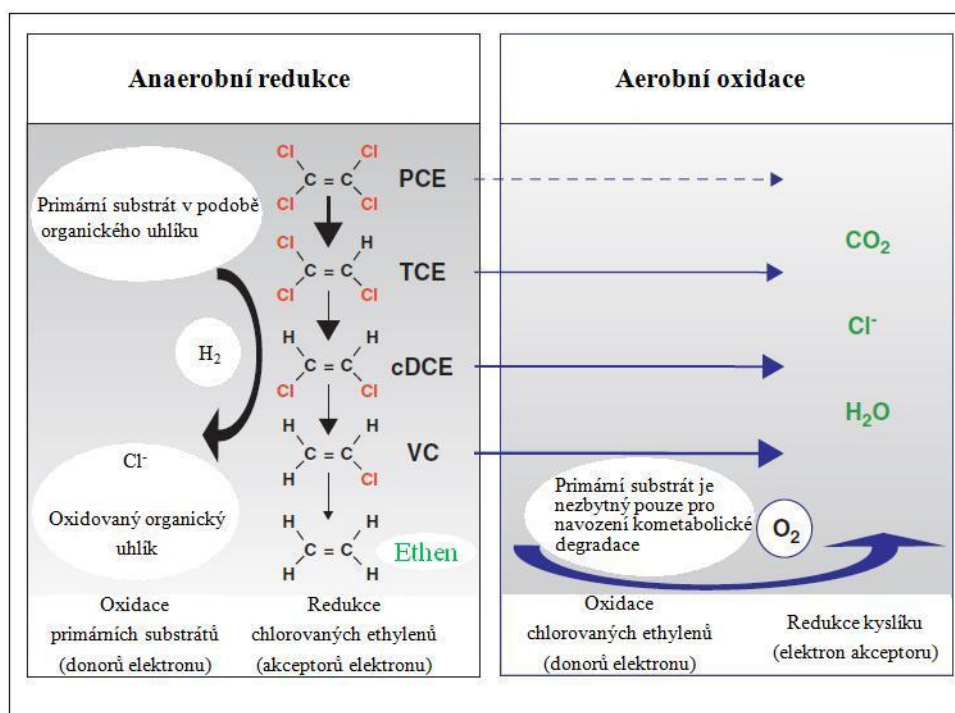 Anaerobní redukce
Primární substrát v podobě
organického uhlíku
H₂
Cl⁻
Oxidovaný organický
uhlík
Cl Cl
C = C
Cl Cl
PCE
Cl H
C = C
Cl Cl
TCE
H H
C = C
Cl Cl
cDCE
H H
C = C
H Cl
VC
H H
C = C
H H
Ethen
Oxidace
primárních substrátů
(donorů elektronu)
Redukce
chlorovaných ethylenů
(akceptorů elektronu)
Aerobní oxidace
CO₂
Cl⁻
H₂O
Primární substrát je
nezbytný pouze pro
navození kometabolické
degradace
O₂
Oxidace
chlorovaných ethylenů
(donorů elektronu)
Redukce kyslíku
(elektron akceptoru)